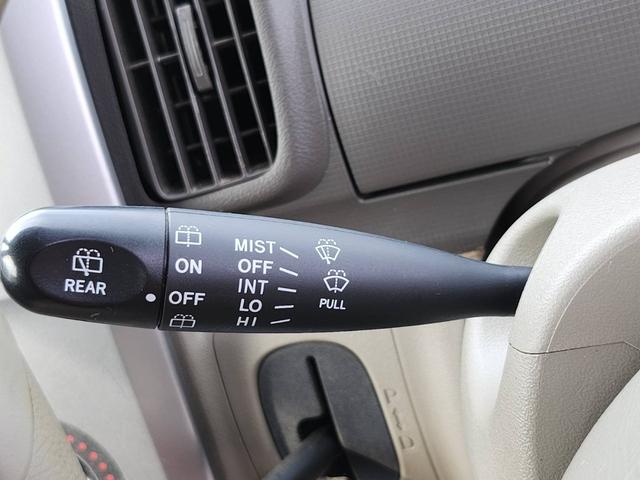 REAR
ON
OFF
MIST
OFF
INT
LO
HI
PULL